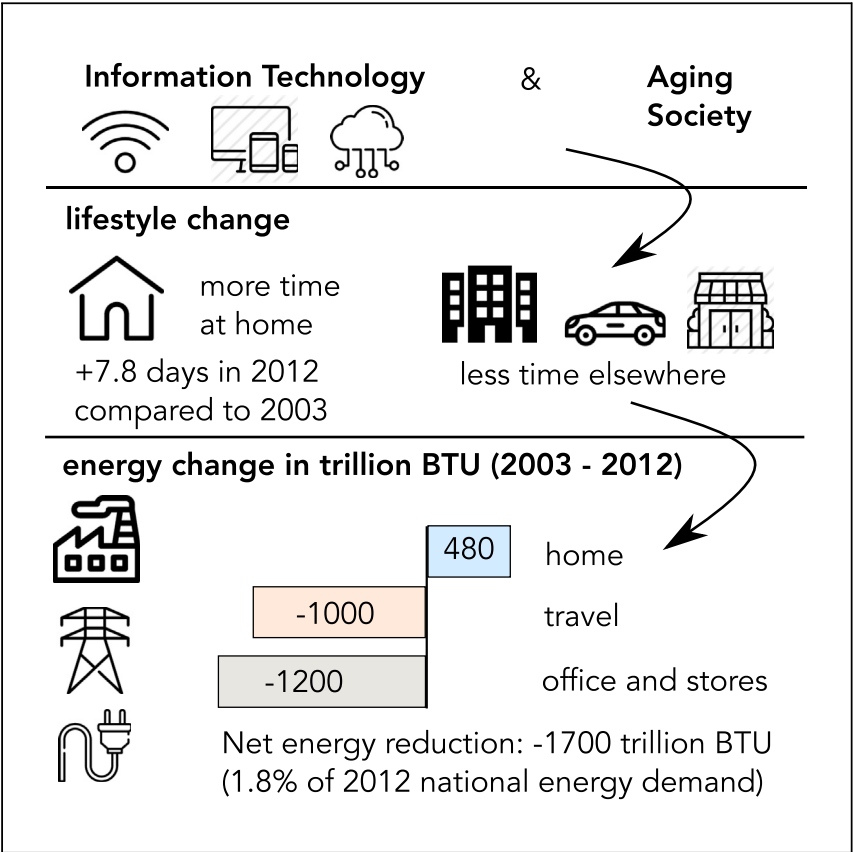 Information Technology & Aging
Society
lifestyle change
more time
at home
+7.8 days in 2012
compared to 2003
less time elsewhere
energy change in trillion BTU (2003 - 2012)
480 home
-1000 travel
-1200 office and stores
Net energy reduction: -1700 trillion BTU
(1.8% of 2012 national energy demand)